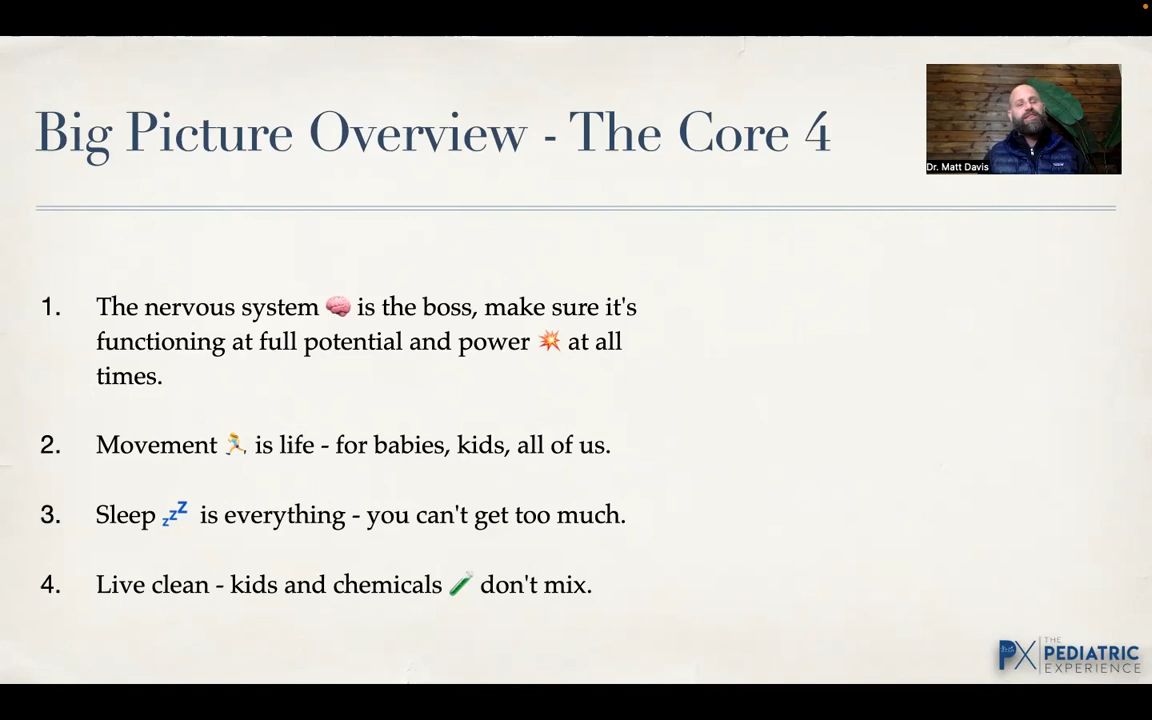 Big Picture Overview - The Core 4
Dr. Matt Davis
1. The nervous system 🧠 is the boss, make sure it's
functioning at full potential and power 💥 at all
times.
2. Movement 🏃 is life - for babies, kids, all of us.
3. Sleep 💤 is everything - you can't get too much.
4. Live clean - kids and chemicals 🧪 don't mix.
PX
THE
PEDIATRIC
EXPERIENCE